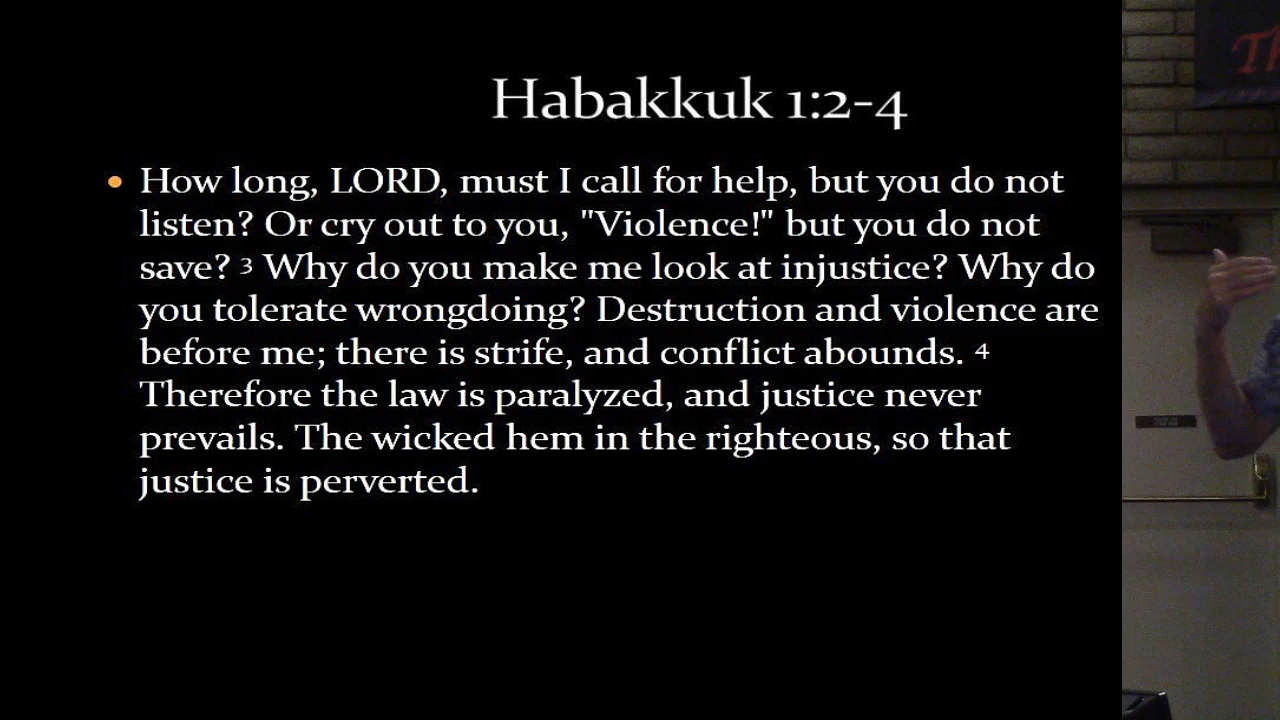 Habakkuk 1:2-4
• How long, LORD, must I call for help, but you do not
listen? Or cry out to you, "Violence!" but you do not
save? ³ Why do you make me look at injustice? Why do
you tolerate wrongdoing? Destruction and violence are
before me; there is strife, and conflict abounds. ⁴
Therefore the law is paralyzed, and justice never
prevails. The wicked hem in the righteous, so that
justice is perverted.
Th